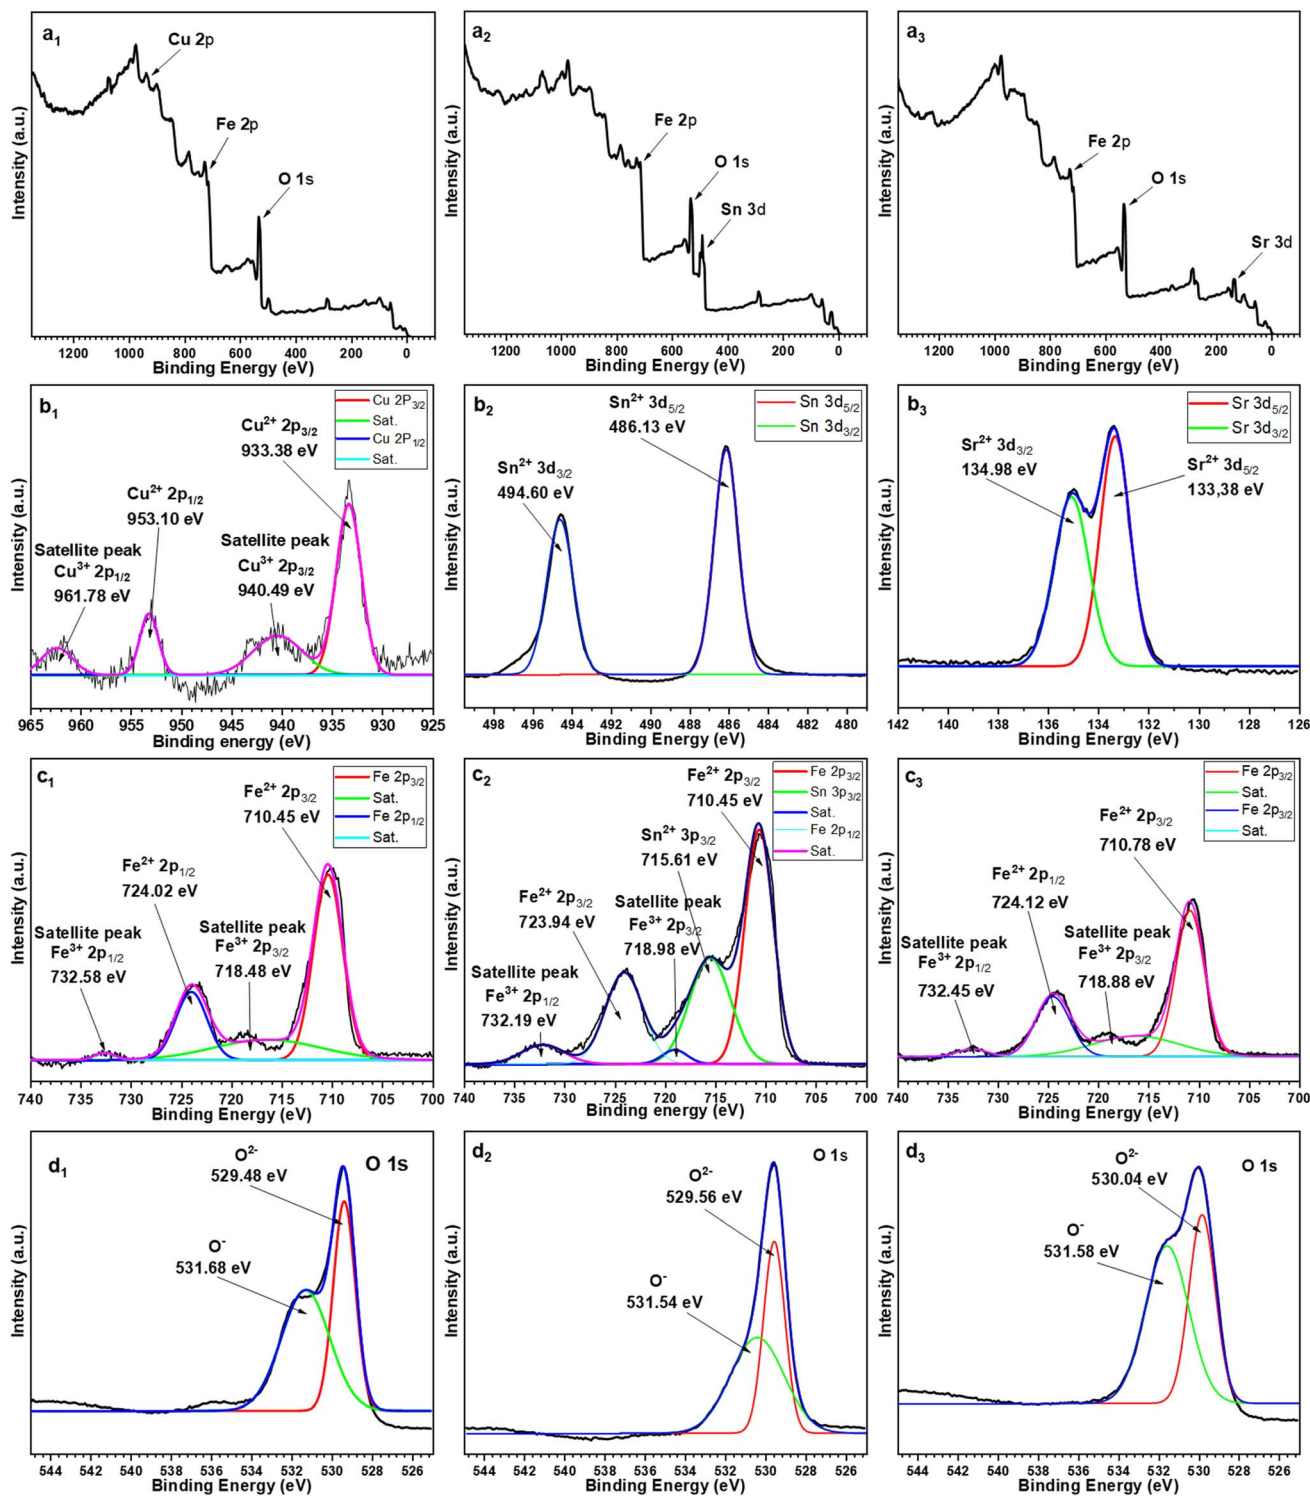 a1
Cu 2p
Fe 2p
O 1s
Intensity (a.u.)
1200 1000 800 600 400 200 0
Binding Energy (eV)
a2
Fe 2p
O 1s
Sn 3d
Intensity (a.u.)
1200 1000 800 600 400 200 0
Binding Energy (eV)
a3
Fe 2p
O 1s
Sr 3d
Intensity (a.u.)
1200 1000 800 600 400 200 0
Binding Energy (eV)
b1
Cu 2P3/2
Sat.
Cu 2P1/2
Sat.
Cu2+ 2p3/2
933.38 eV
Cu2+ 2p1/2
953.10 eV
Satellite peak
Cu3+ 2p1/2
961.78 eV
Satellite peak
Cu3+ 2p3/2
940.49 eV
Intensity (a.u.)
965 960 955 950 945 940 935 930 925
Binding energy (eV)
b2
Sn 3d5/2
Sn 3d3/2
Sn2+ 3d5/2
486.13 eV
Sn2+ 3d3/2
494.60 eV
Intensity (a.u.)
498 496 494 492 490 488 486 484 482 480
Binding Energy (eV)
b3
Sr 3d5/2
Sr 3d3/2
Sr2+ 3d3/2
134.98 eV
Sr2+ 3d5/2
133,38 eV
Intensity (a.u.)
142 140 138 136 134 132 130 128 126
Binding Energy (eV)
c1
Fe 2p3/2
Sat.
Fe 2p1/2
Sat.
Fe2+ 2p3/2
710.45 eV
Fe2+ 2p1/2
724.02 eV
Satellite peak
Fe3+ 2p1/2
732.58 eV
Satellite peak
Fe3+ 2p3/2
718.48 eV
Intensity (a.u.)
740 735 730 725 720 715 710 705 700
Binding Energy (eV)
c2
Fe 2p3/2
Sn 3p3/2
Sat.
Fe 2p1/2
Sat.
Fe2+ 2p3/2
710.45 eV
Sn2+ 3p3/2
715.61 eV
Fe2+ 2p3/2
723.94 eV
Satellite peak
Fe3+ 2p3/2
718.98 eV
Satellite peak
Fe3+ 2p1/2
732.19 eV
Intensity (a.u.)
740 735 730 725 720 715 710 705 700
Binding Energy (eV)
c3
Fe 2p3/2
Sat.
Fe 2p3/2
Sat.
Fe2+ 2p3/2
710.78 eV
Fe2+ 2p1/2
724.12 eV
Satellite peak
Fe3+ 2p1/2
732.45 eV
Satellite peak
Fe3+ 2p3/2
718.88 eV
Intensity (a.u.)
740 735 730 725 720 715 710 705 700
Binding Energy (eV)
d1
O2-
529.48 eV
O 1s
O-
531.68 eV
Intensity (a.u.)
544 542 540 538 536 534 532 530 528 526
Binding Energy (eV)
d2
O2-
529.56 eV
O 1s
O-
531.54 eV
Intensity (a.u.)
544 542 540 538 536 534 532 530 528 526
Binding Energy (eV)
d3
O2-
530.04 eV
O 1s
O-
531.58 eV
Intensity (a.u.)
544 542 540 538 536 534 532 530 528 526
Binding Energy (eV)